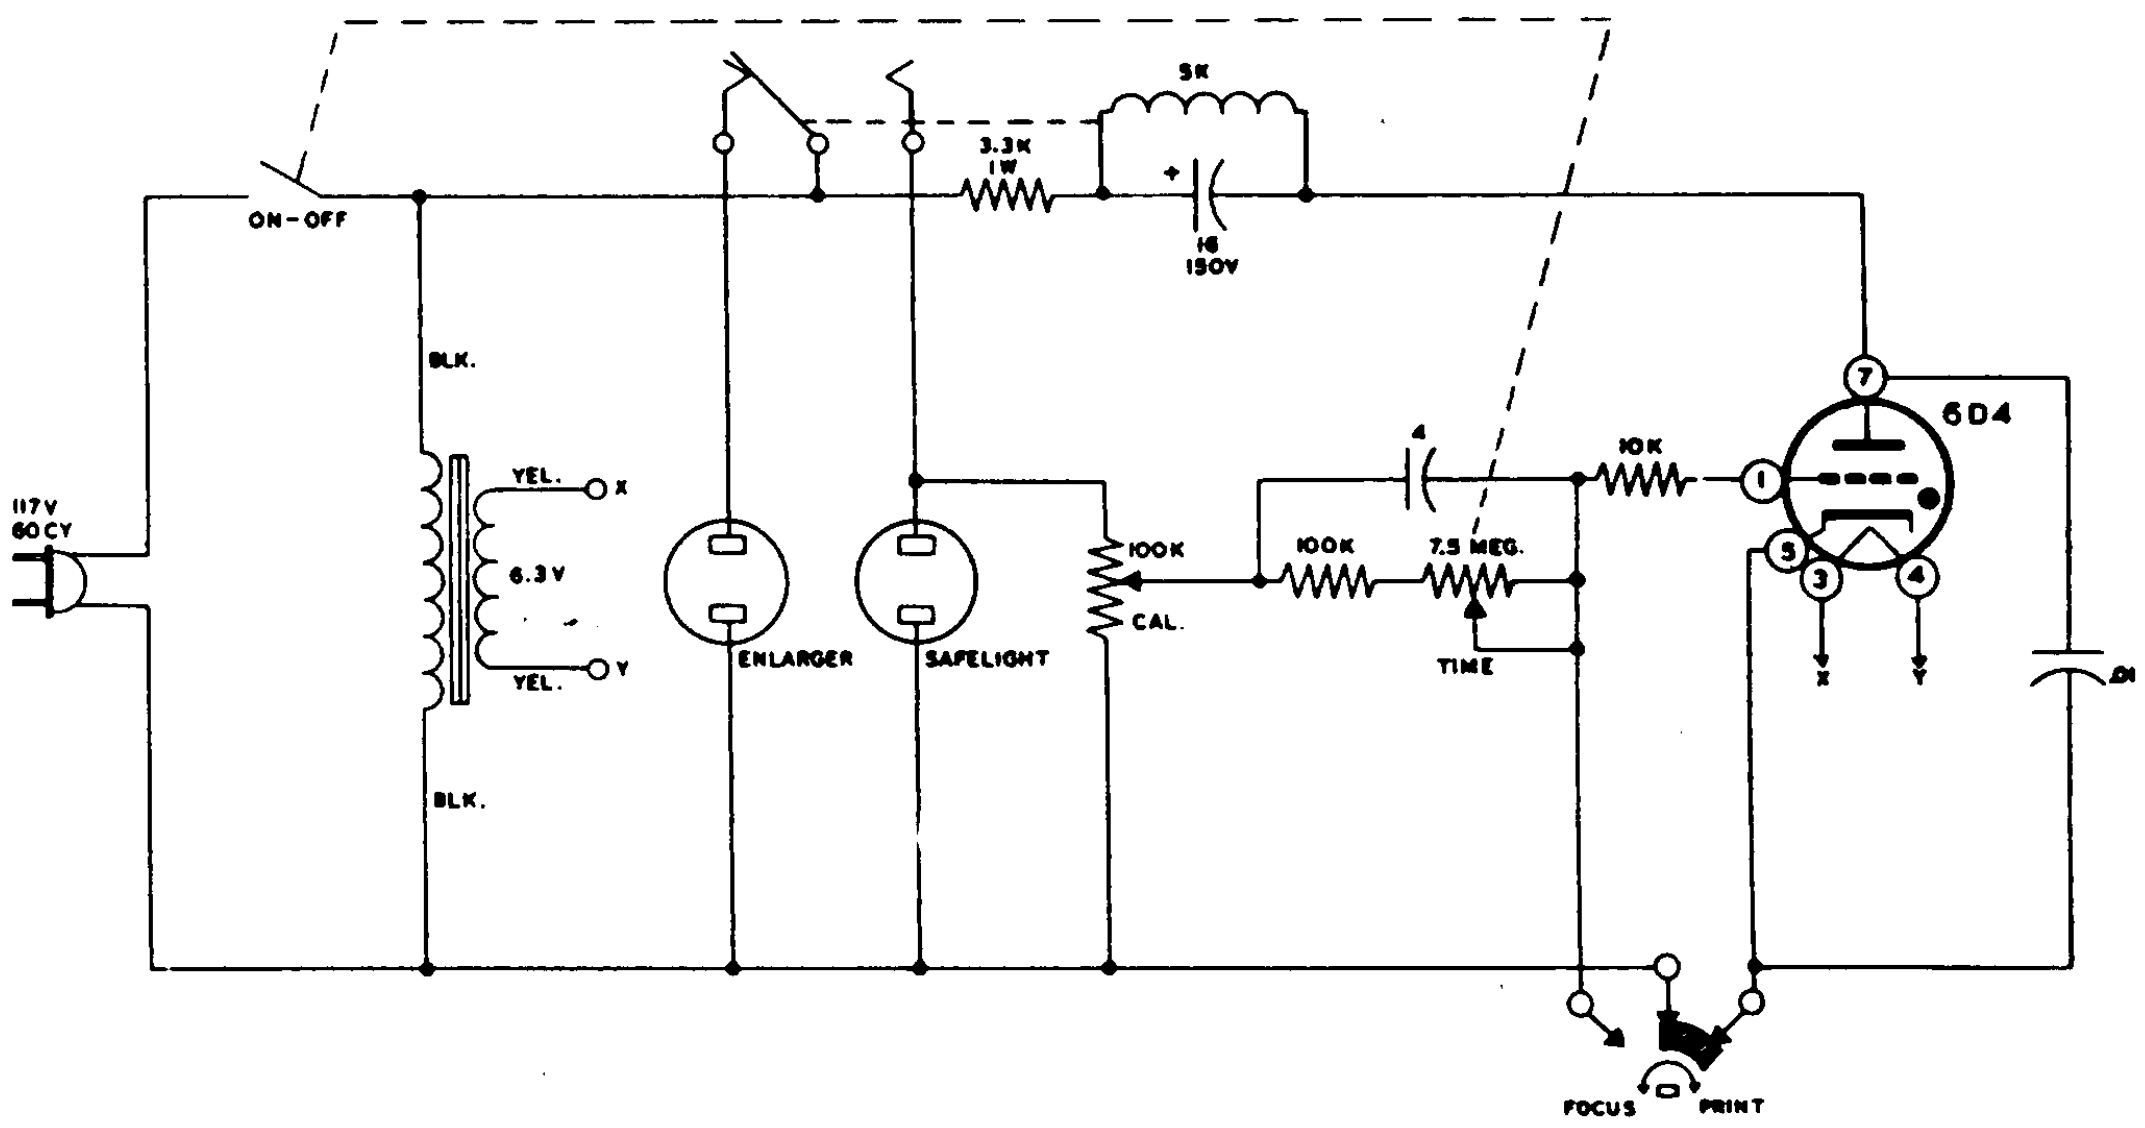 5K
3.3K
1W
+
ON-OFF
16
150V
BLK.
7
6D4
4
10K
1
YEL.
X
117V
60CY
6.3V
100K
100K
7.5 MEG.
5
3
4
CAL.
ENLARGER
SAFELIGHT
TIME
YEL.
Y
X
Y
.01
BLK.
FOCUS
PRINT